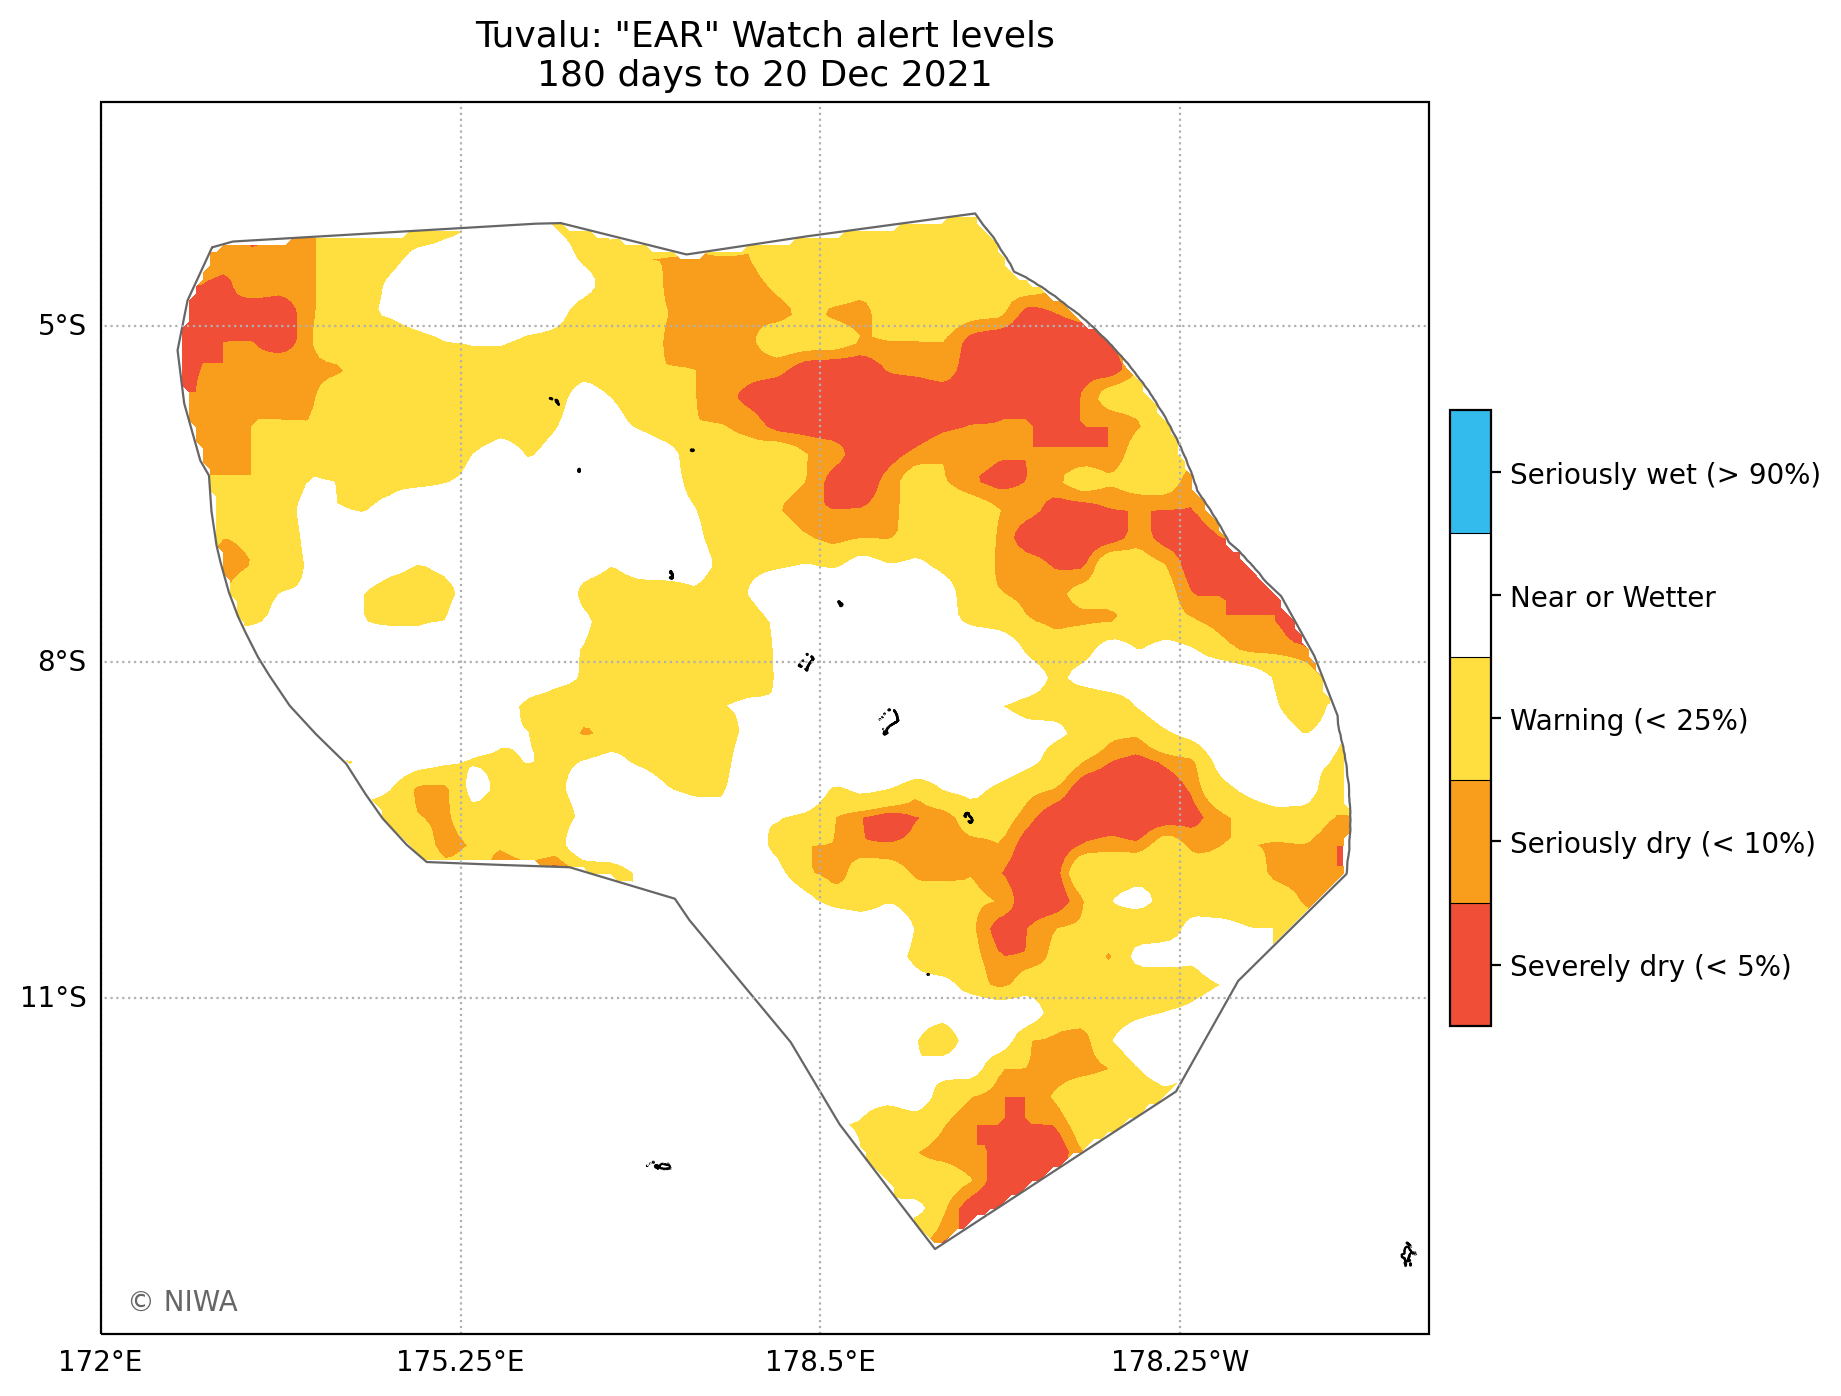 Tuvalu: "EAR" Watch alert levels
180 days to 20 Dec 2021
5°S
8°S
11°S
172°E
175.25°E
178.5°E
178.25°W
Seriously wet (> 90%)
Near or Wetter
Warning (< 25%)
Seriously dry (< 10%)
Severely dry (< 5%)
© NIWA